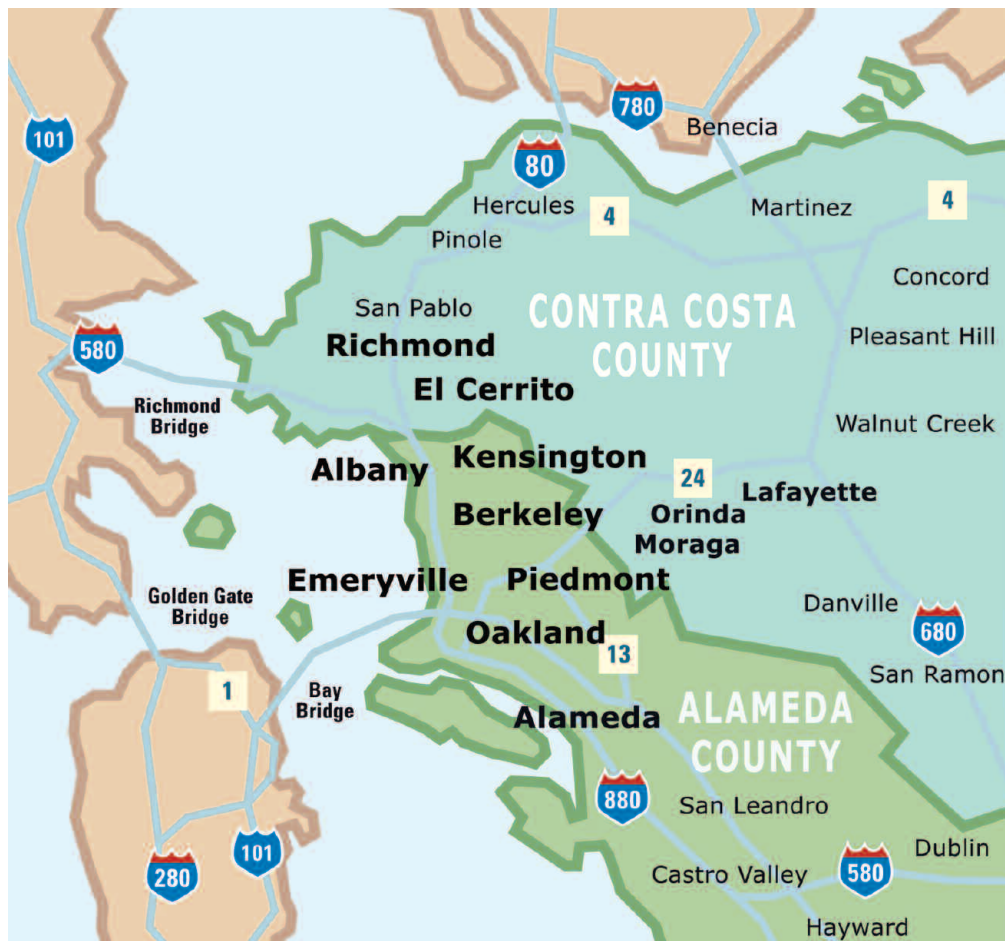 780
Benecia
101
80
Hercules
4
Martinez
4
Pinole
Concord
San Pablo
CONTRA COSTA
COUNTY
Richmond
Pleasant Hill
580
El Cerrito
Richmond
Bridge
Walnut Creek
Albany
Kensington
24
Lafayette
Berkeley
Orinda
Moraga
Emeryville
Piedmont
Golden Gate
Bridge
Danville
680
Oakland
13
San Ramon
1
Bay
Bridge
Alameda
ALAMEDA
COUNTY
880
San Leandro
101
Dublin
280
Castro Valley
580
Hayward